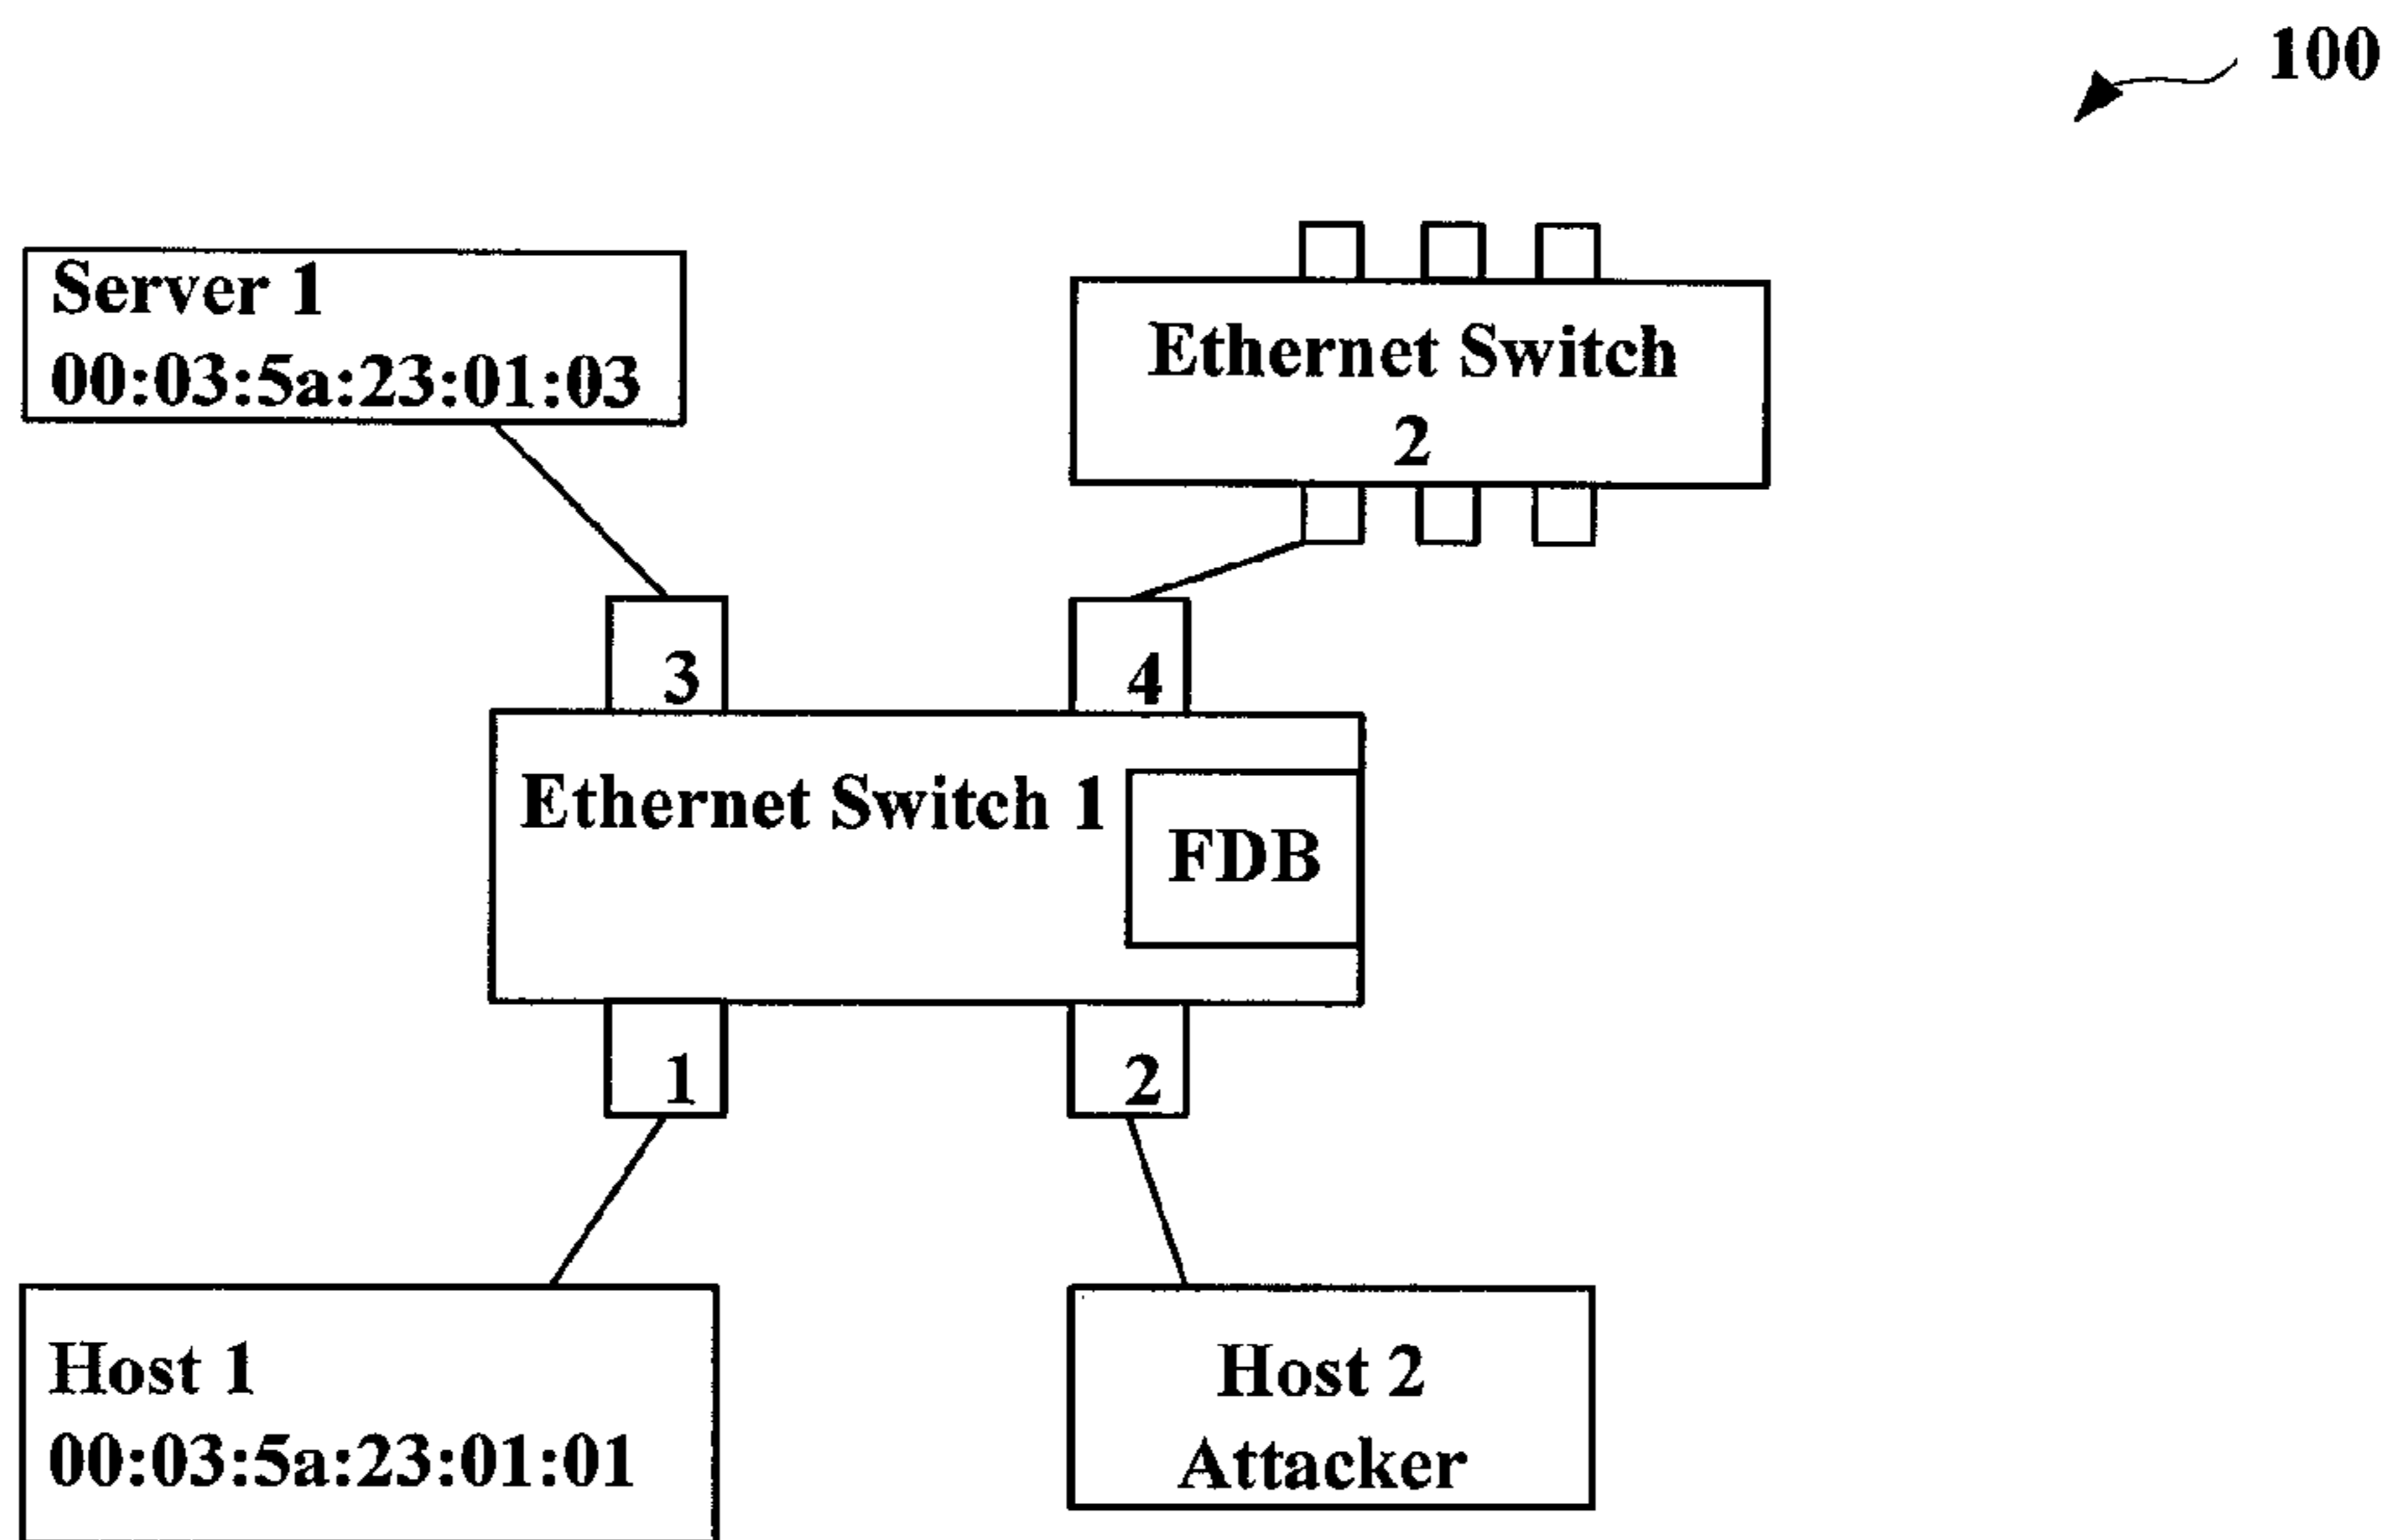 100
Server 1
00:03:5a:23:01:03
Ethernet Switch
2
3
4
Ethernet Switch 1
FDB
1
2
Host 1
00:03:5a:23:01:01
Host 2
Attacker